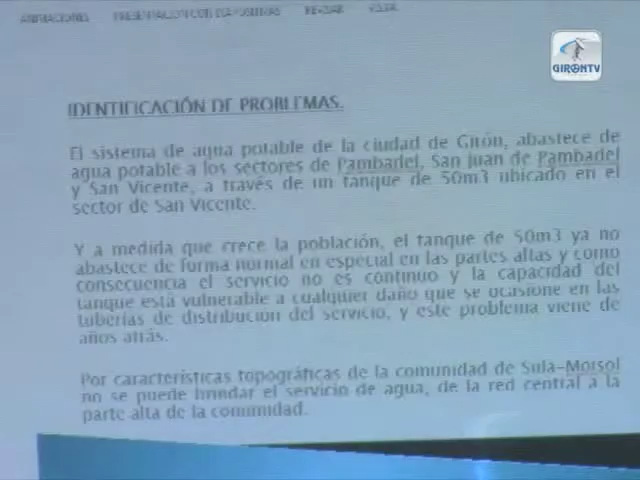 ANIMACIONES PRESENTACIÓN CON DIAPOSITIVAS REVISAR VISTA
GIRONTV
IDENTIFICACIÓN DE PROBLEMAS.
El sistema de agua potable de la ciudad de Girón, abastece de
agua potable a los sectores de Pambadel, San juan de Pambadel
y San Vicente, a través de un tanque de 50m3 ubicado en el
sector de San Vicente.
Y a medida que crece la población, el tanque de 50m3 ya no
abastece de forma normal en especial en las partes altas y como
consecuencia el servicio no es continuo y la capacidad del
tanque está vulnerable a cualquier daño que se ocasione en las
tuberías de distribución del servicio, y este problema viene de
años atrás.
Por características topográficas de la comunidad de Sula-Moisol
no se puede brindar el servicio de agua, de la red central a la
parte alta de la comunidad.